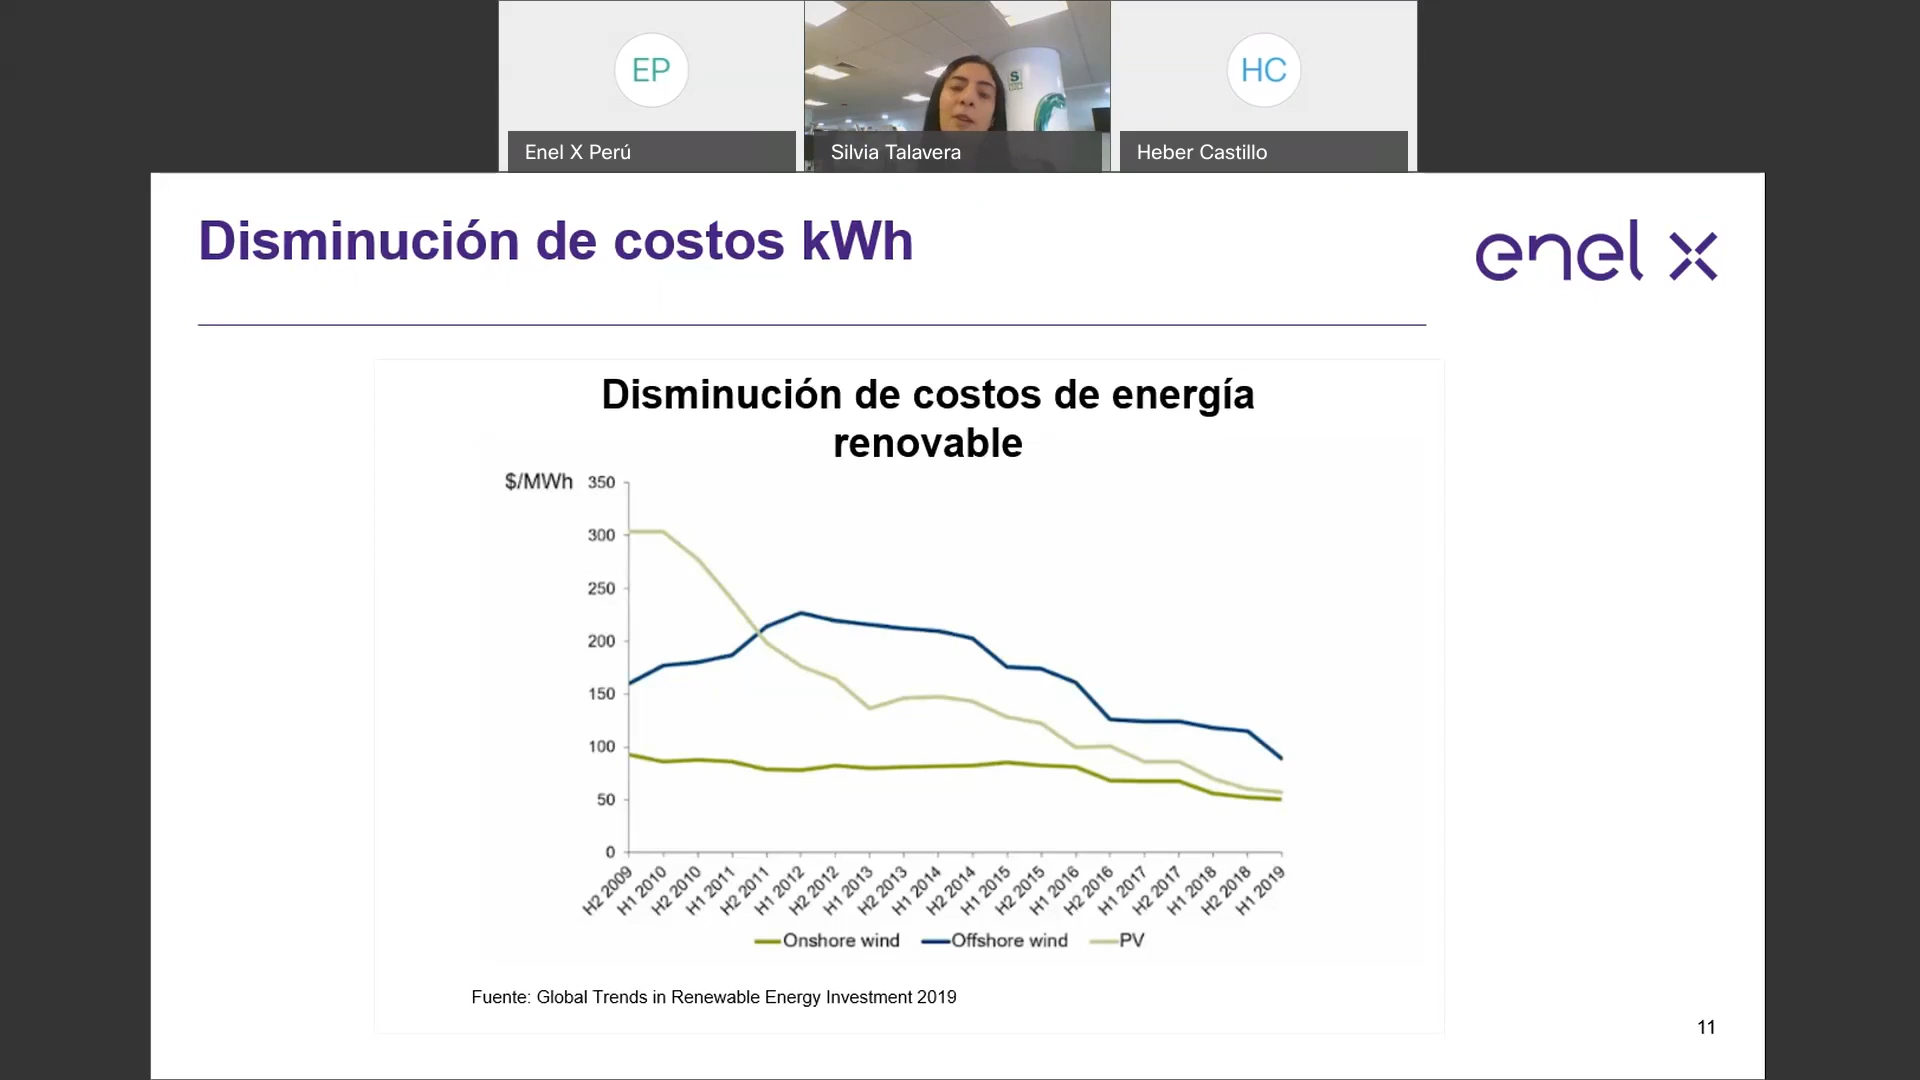 EP
HC
S
Enel X Perú
Silvia Talavera
Heber Castillo
Disminución de costos kWh
enel x
Disminución de costos de energía
renovable
$/MWh
350
300
250
200
150
100
50
0
H2 2009
H1 2010
H2 2010
H1 2011
H2 2011
H1 2012
H2 2012
H1 2013
H2 2013
H1 2014
H2 2014
H1 2015
H2 2015
H1 2016
H2 2016
H1 2017
H2 2017
H1 2018
H2 2018
H1 2019
Onshore wind Offshore wind PV
Fuente: Global Trends in Renewable Energy Investment 2019
11